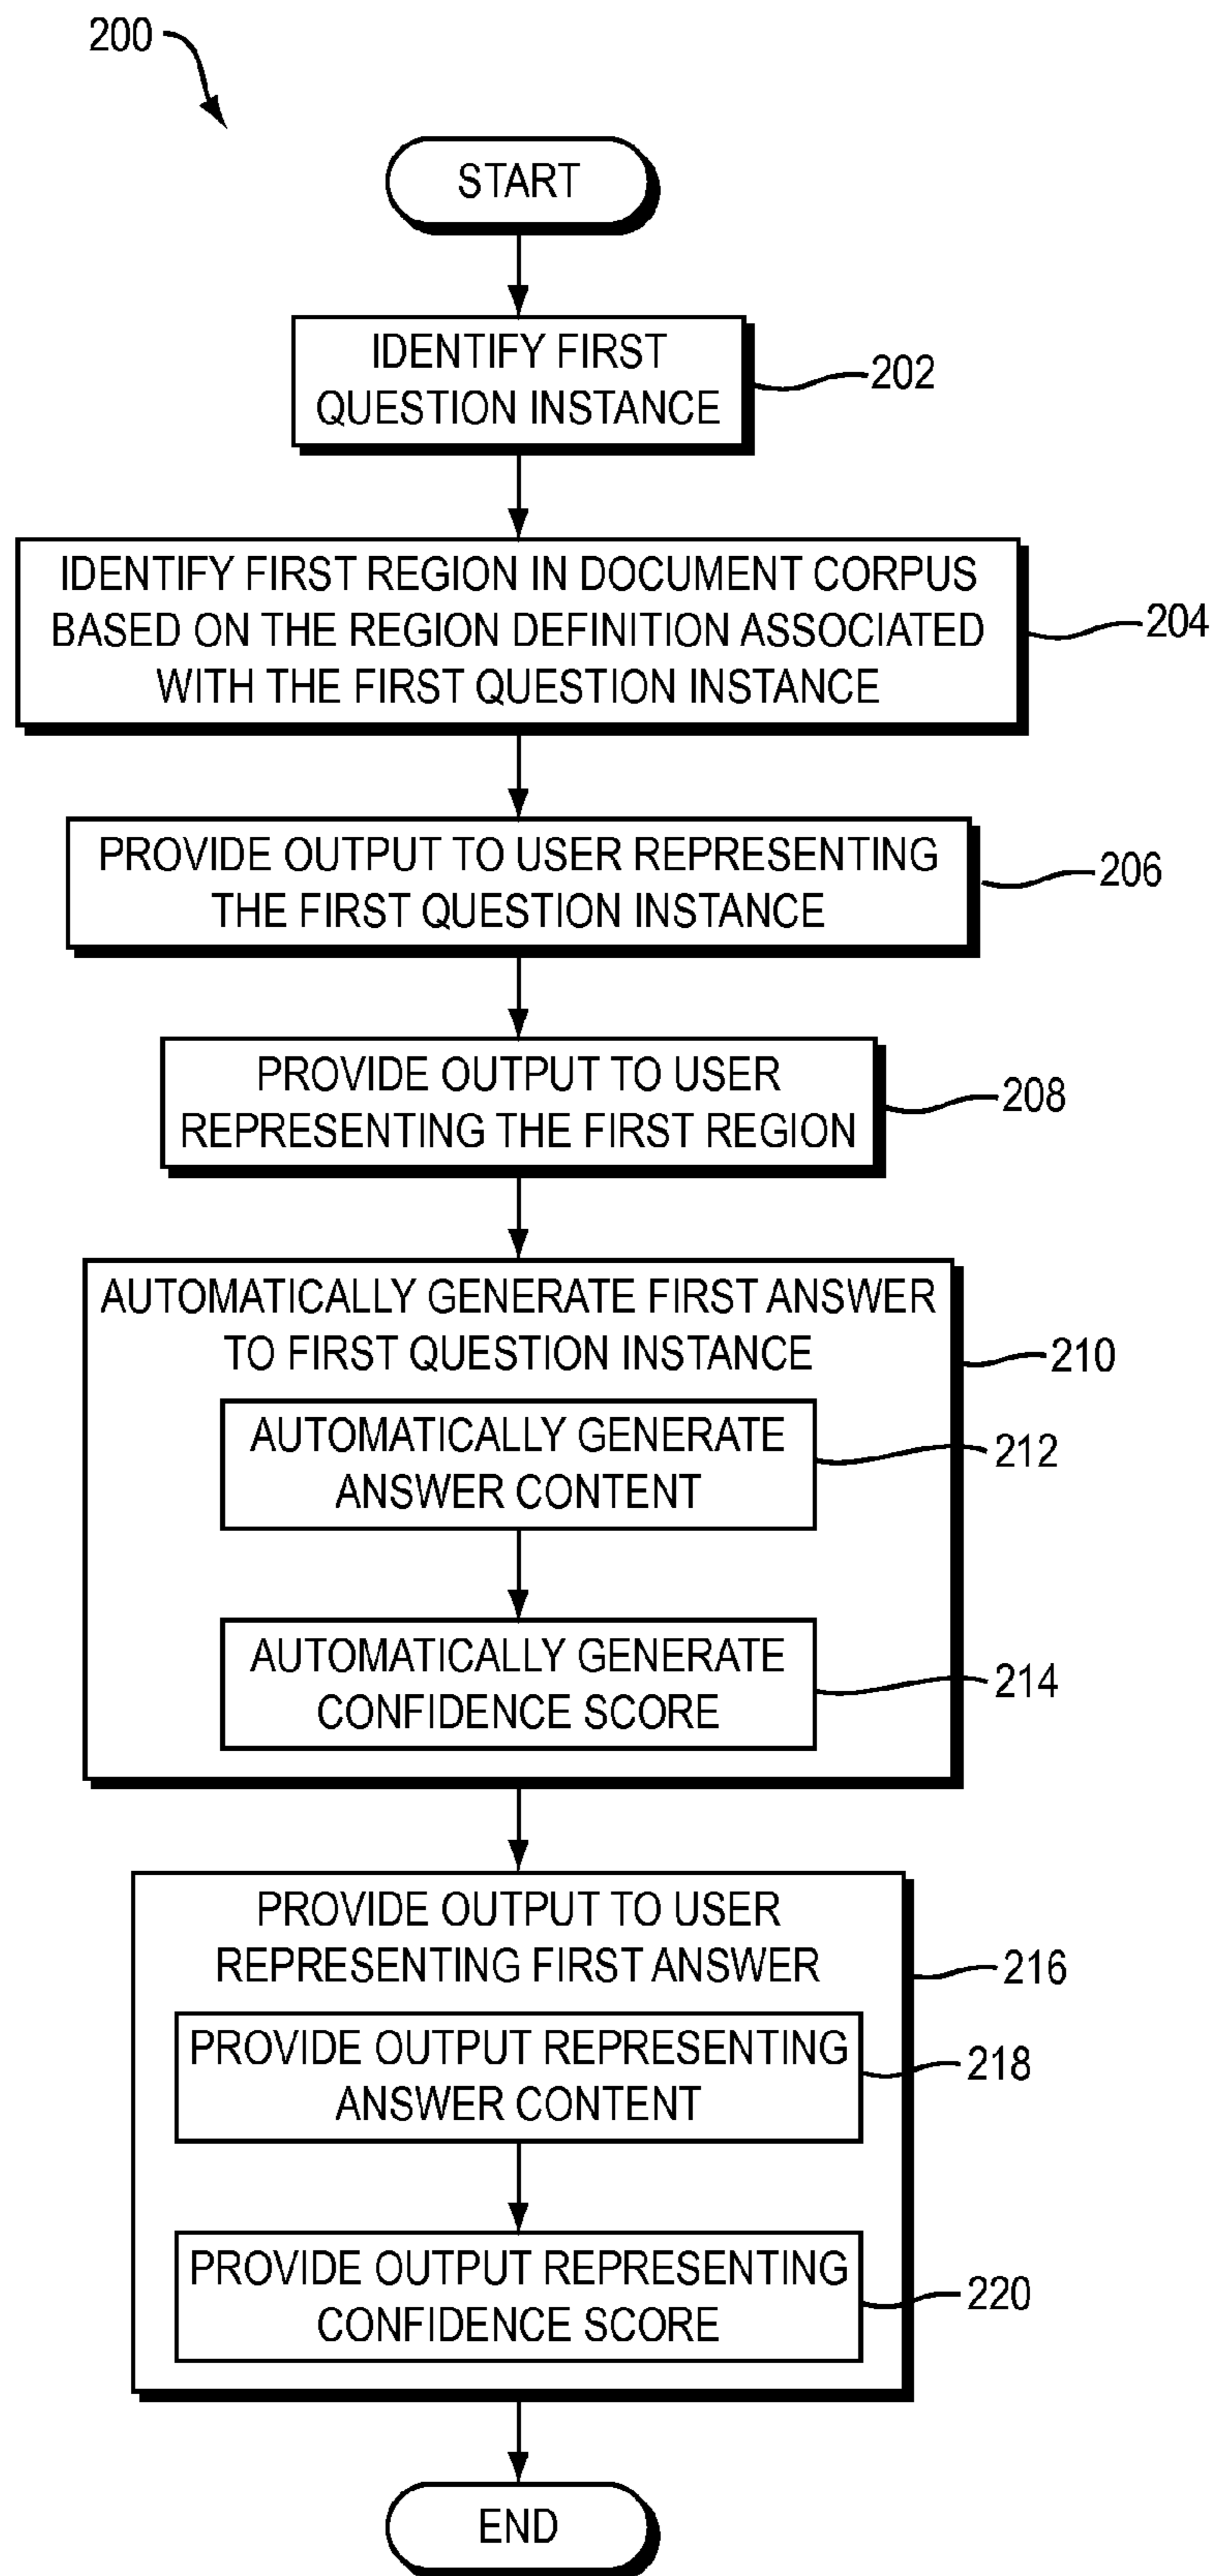 200
START
IDENTIFY FIRST
QUESTION INSTANCE
202
IDENTIFY FIRST REGION IN DOCUMENT CORPUS
BASED ON THE REGION DEFINITION ASSOCIATED
WITH THE FIRST QUESTION INSTANCE
204
PROVIDE OUTPUT TO USER REPRESENTING
THE FIRST QUESTION INSTANCE
206
PROVIDE OUTPUT TO USER
REPRESENTING THE FIRST REGION
208
AUTOMATICALLY GENERATE FIRST ANSWER
TO FIRST QUESTION INSTANCE
210
AUTOMATICALLY GENERATE
ANSWER CONTENT
212
AUTOMATICALLY GENERATE
CONFIDENCE SCORE
214
PROVIDE OUTPUT TO USER
REPRESENTING FIRST ANSWER
216
PROVIDE OUTPUT REPRESENTING
ANSWER CONTENT
218
PROVIDE OUTPUT REPRESENTING
CONFIDENCE SCORE
220
END